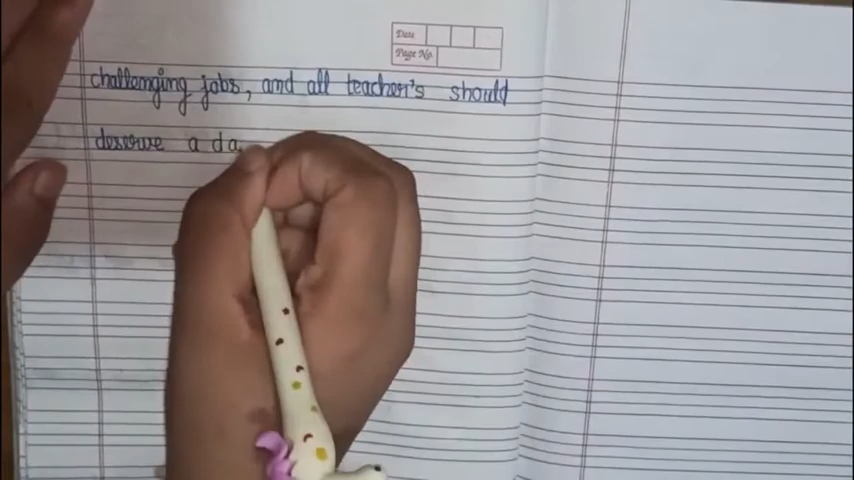 Date
Page No
challenging jobs, and all teacher's should
deserve a da